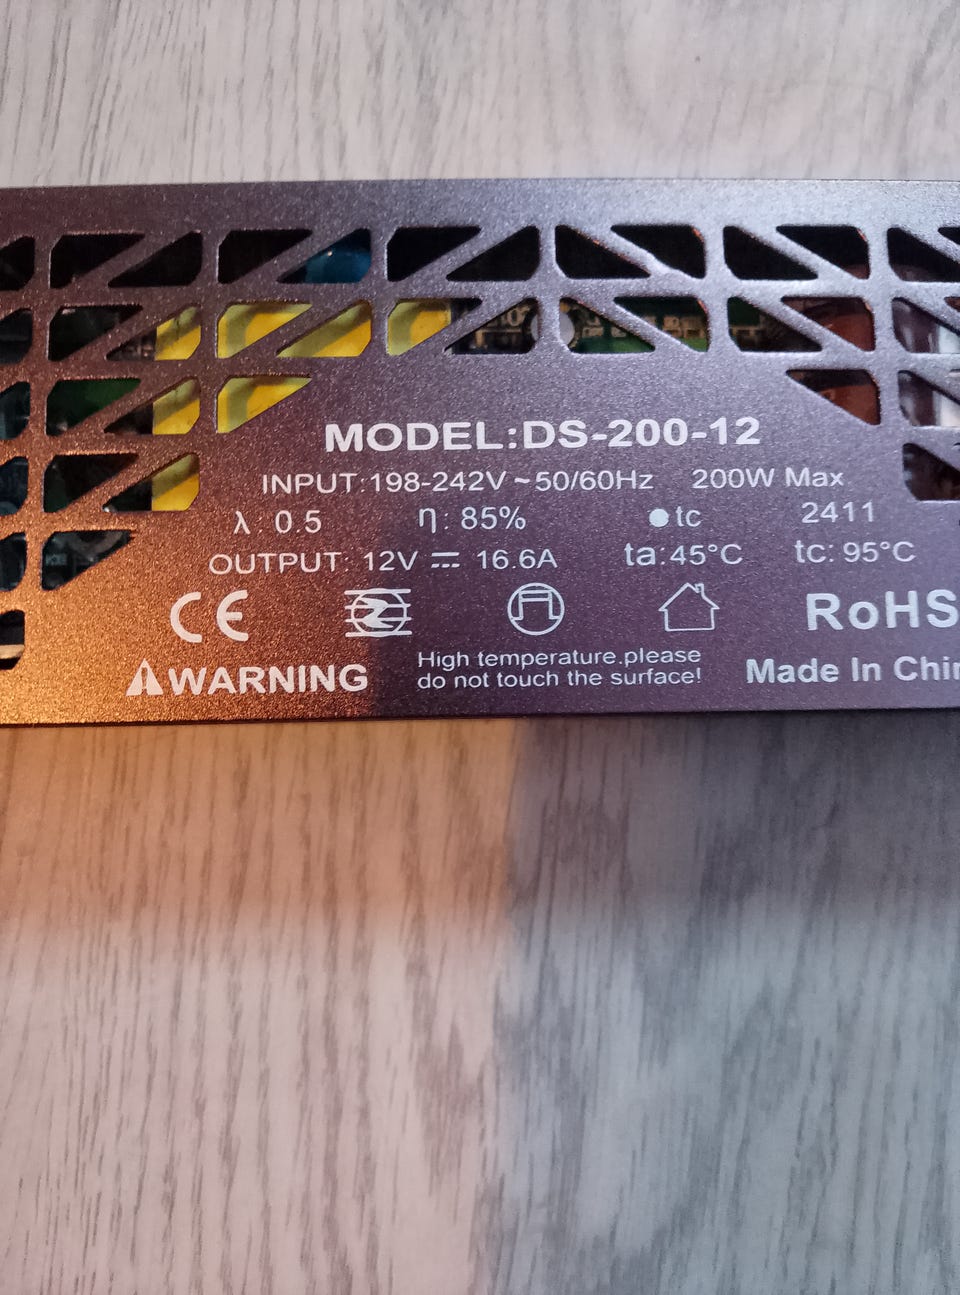 MODEL:DS-200-12
INPUT:198-242V~50/60Hz 200W Max
λ: 0.5 η: 85% tc 2411
OUTPUT: 12V ⎓ 16.6A ta:45°C tc: 95°C
CE RoHS
WARNING High temperature.please
do not touch the surface! Made In